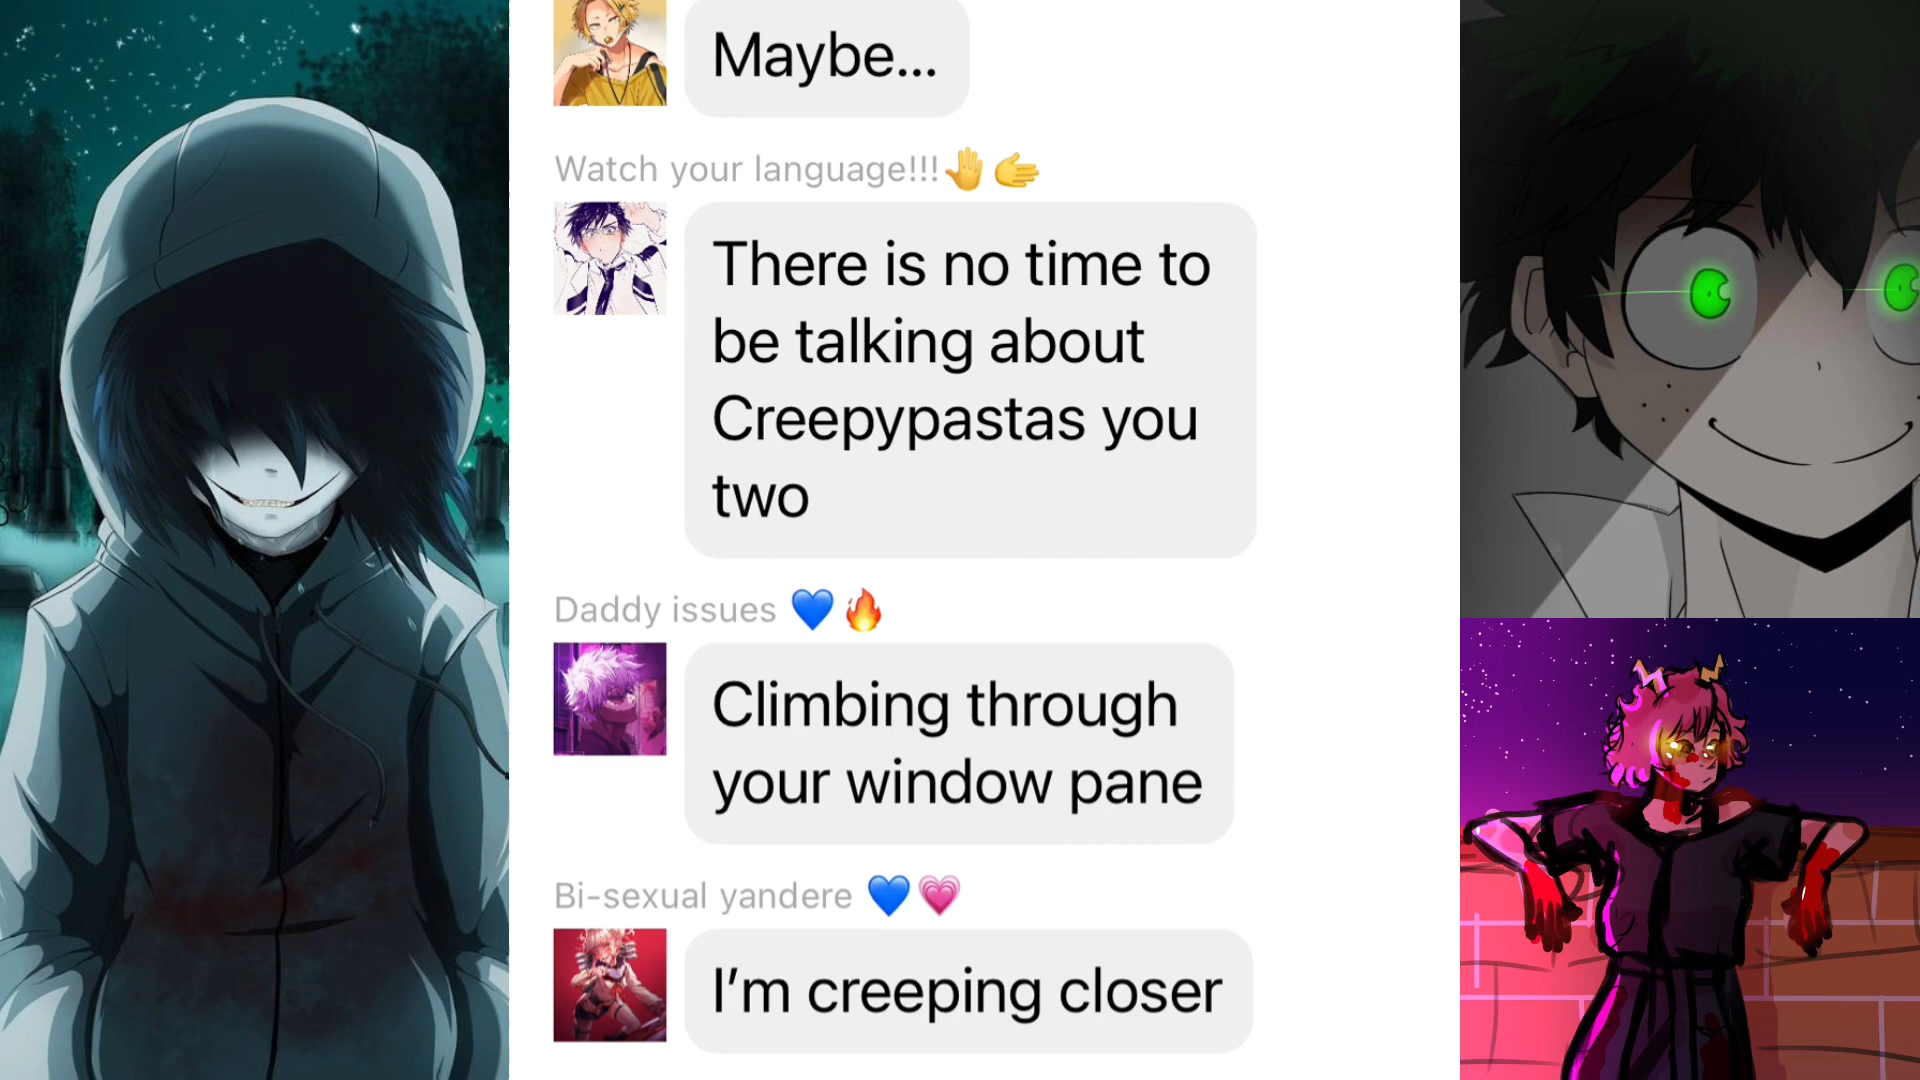 Maybe...
Watch your language!!!🤚🫱
There is no time to
be talking about
Creepypastas you
two
Daddy issues 💙🔥
Climbing through
your window pane
Bi-sexual yandere 💙💗
I’m creeping closer